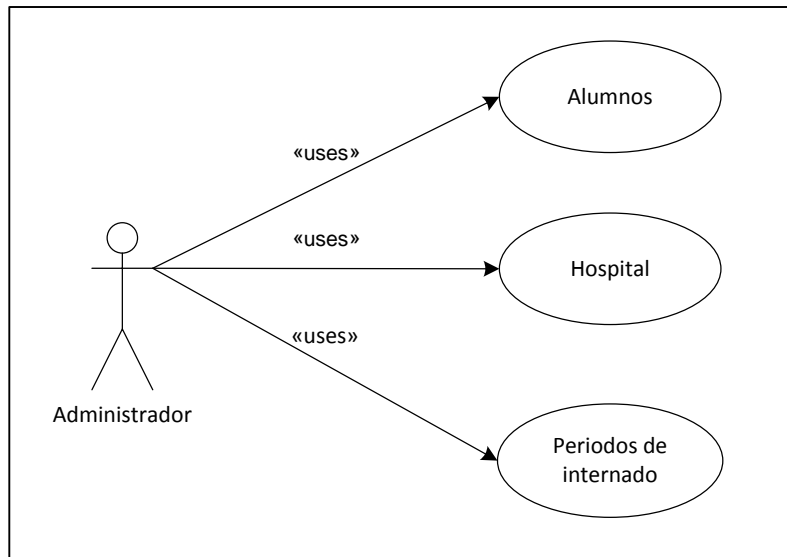 Alumnos
«uses»
«uses»
Hospital
«uses»
Administrador
Periodos de
internado